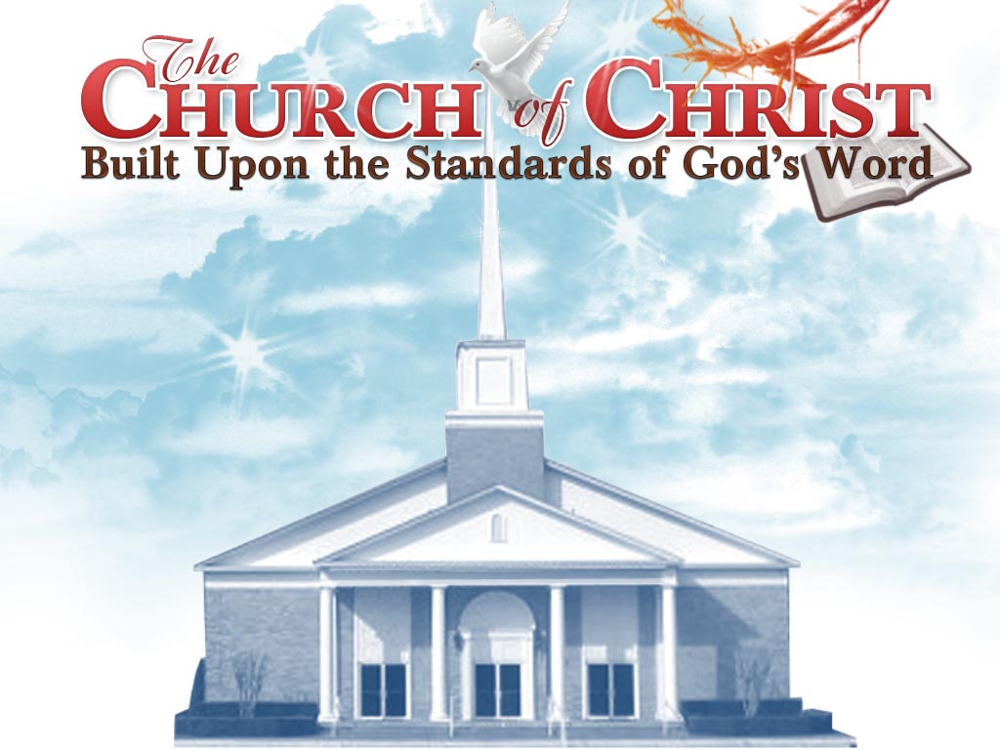 The
CHURCH of CHRIST
Built Upon the Standards of God's Word